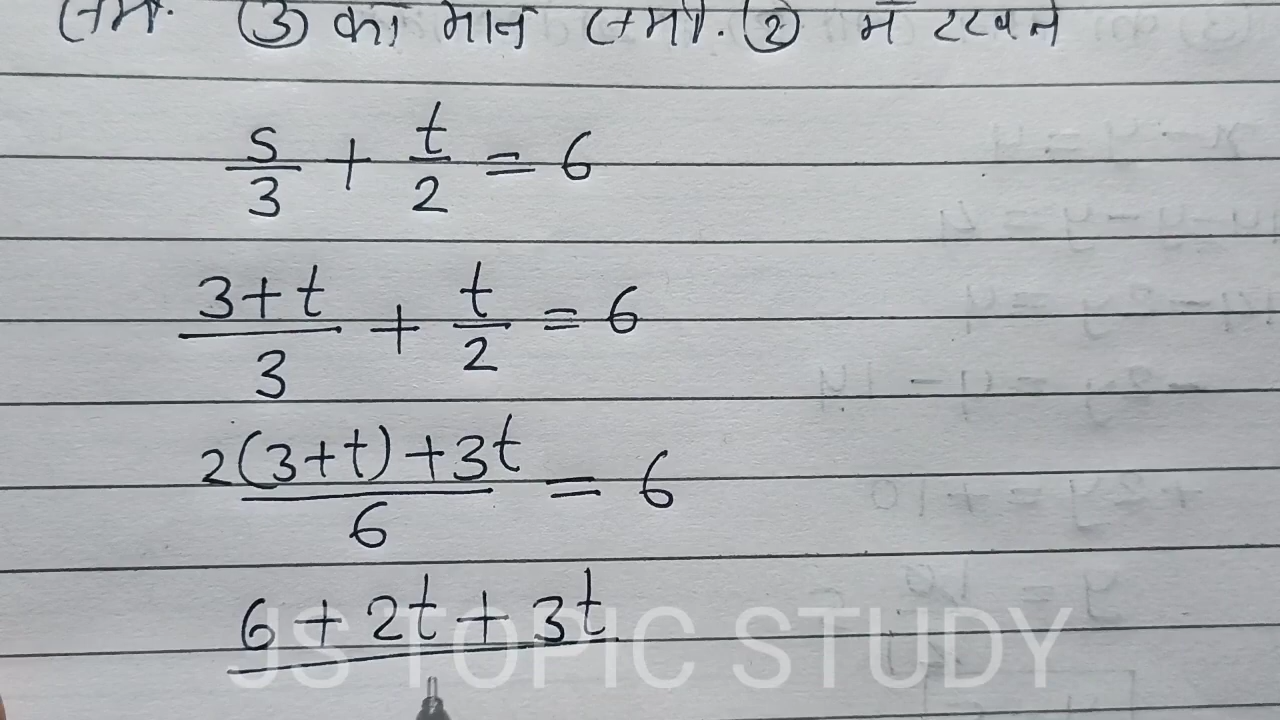 समी. ③ का मान समी. ② में रखने
s/3 + t/2 = 6
(3+t)/3 + t/2 = 6
(2(3+t)+3t)/6 = 6
6 + 2t + 3t
JS TOPIC STUDY